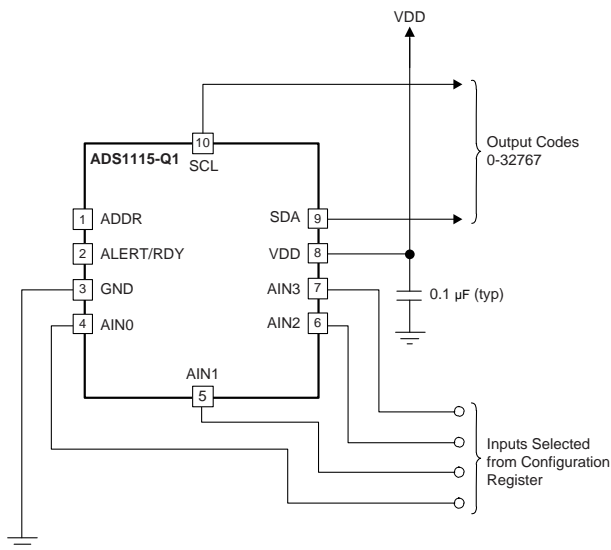 VDD
10
ADS1115-Q1
SCL
Output Codes
0-32767
1 ADDR
SDA 9
2 ALERT/RDY
VDD 8
3 GND
AIN3 7
0.1 µF (typ)
4 AIN0
AIN2 6
AIN1
5
Inputs Selected
from Configuration
Register